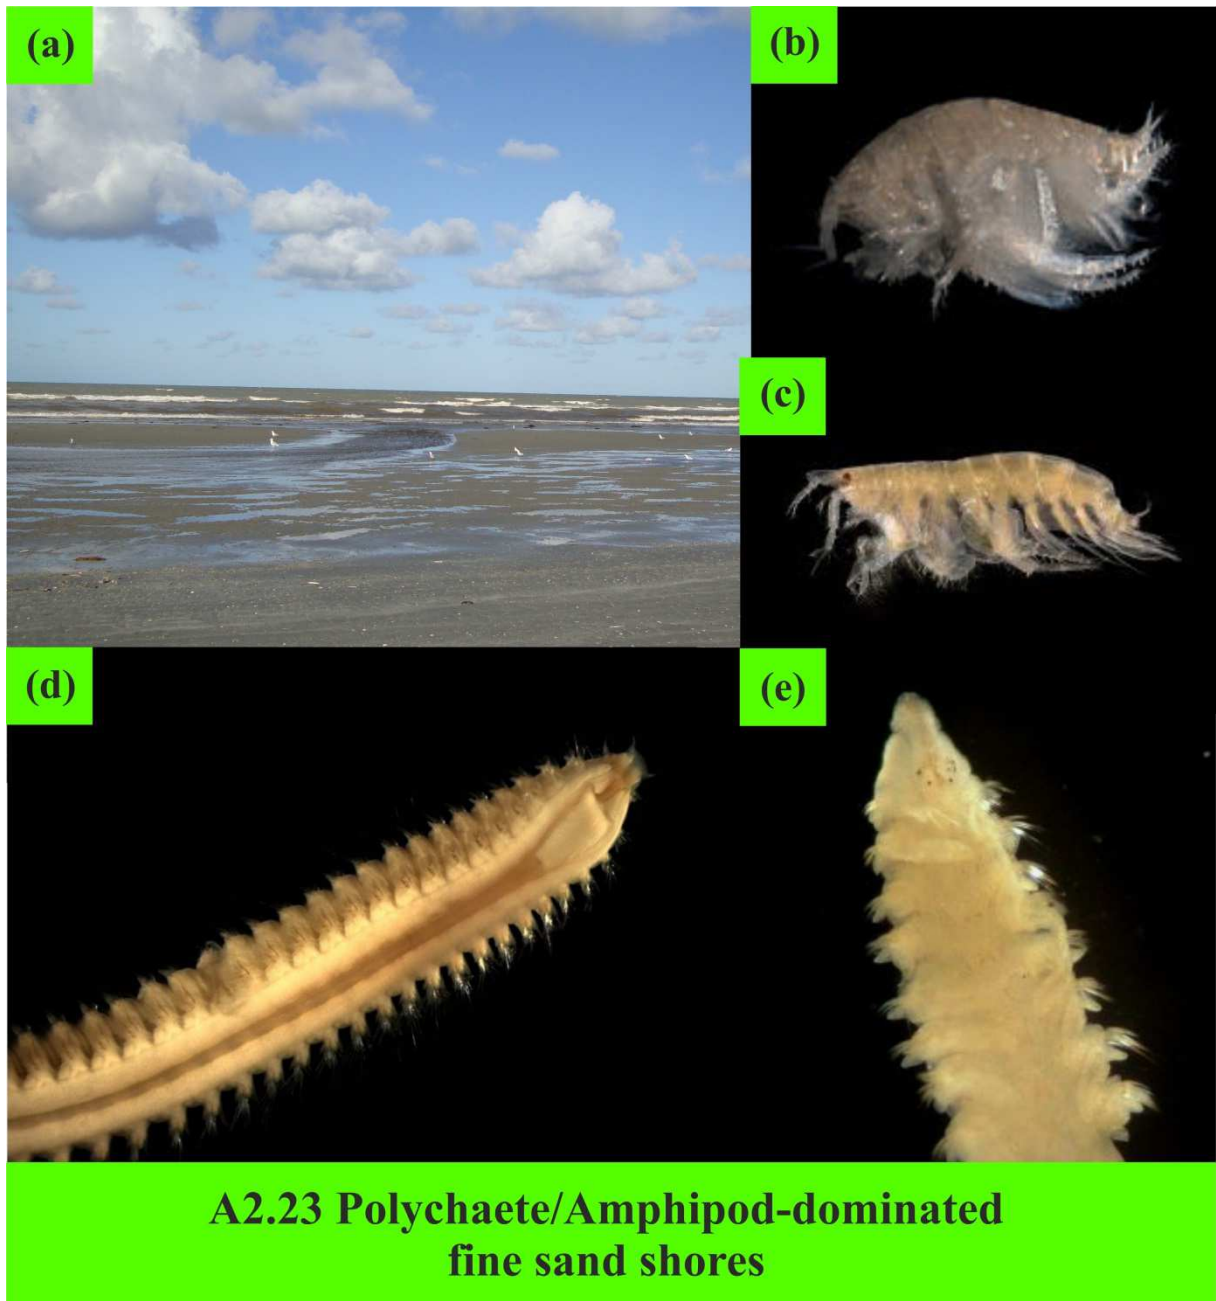 (a)
(b)
(c)
(d)
(e)
A2.23 Polychaete/Amphipod-dominated
fine sand shores